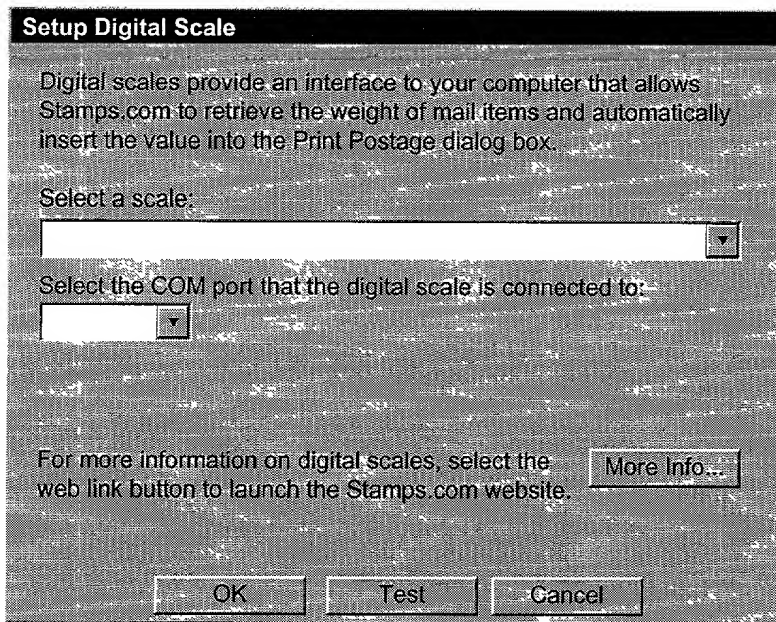 Setup Digital Scale
Digital scales provide an interface to your computer that allows
Stamps.com to retrieve the weight of mail items and automatically
insert the value into the Print Postage dialog box.
Select a scale:
Select the COM port that the digital scale is connected to:
For more information on digital scales, select the
web link button to launch the Stamps.com website.
More Info...
OK
Test
Cancel